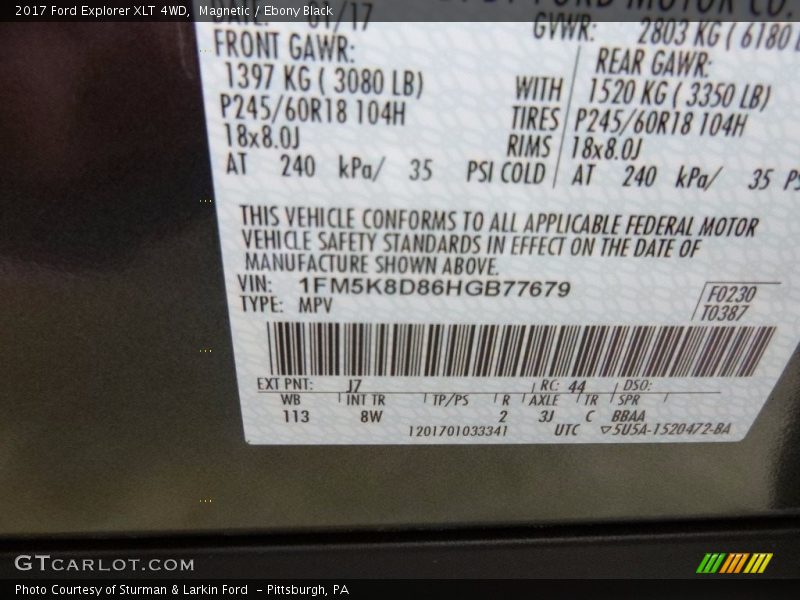 2017 Ford Explorer XLT 4WD, Magnetic / Ebony Black
FORD MOTOR CO.
GVWR: 2803 KG ( 6180
FRONT GAWR: REAR GAWR:
1397 KG ( 3080 LB) WITH 1520 KG ( 3350 LB)
P245/60R18 104H TIRES P245/60R18 104H
18x8.0J RIMS 18x8.0J
AT 240 kPa/ 35 PSI COLD AT 240 kPa/ 35 PS
THIS VEHICLE CONFORMS TO ALL APPLICABLE FEDERAL MOTOR
VEHICLE SAFETY STANDARDS IN EFFECT ON THE DATE OF
MANUFACTURE SHOWN ABOVE.
VIN: 1FM5K8D86HGB77679 F0230
TYPE: MPV T0387
EXT PNT: J7 RC: 44 DSO:
WB INT TR TP/PS R AXLE TR SPR
113 8W 2 3J C BBAA
1201701033341 UTC ▽5U5A-1520472-BA
GTCARLOT.COM
Photo Courtesy of Sturman & Larkin Ford - Pittsburgh, PA